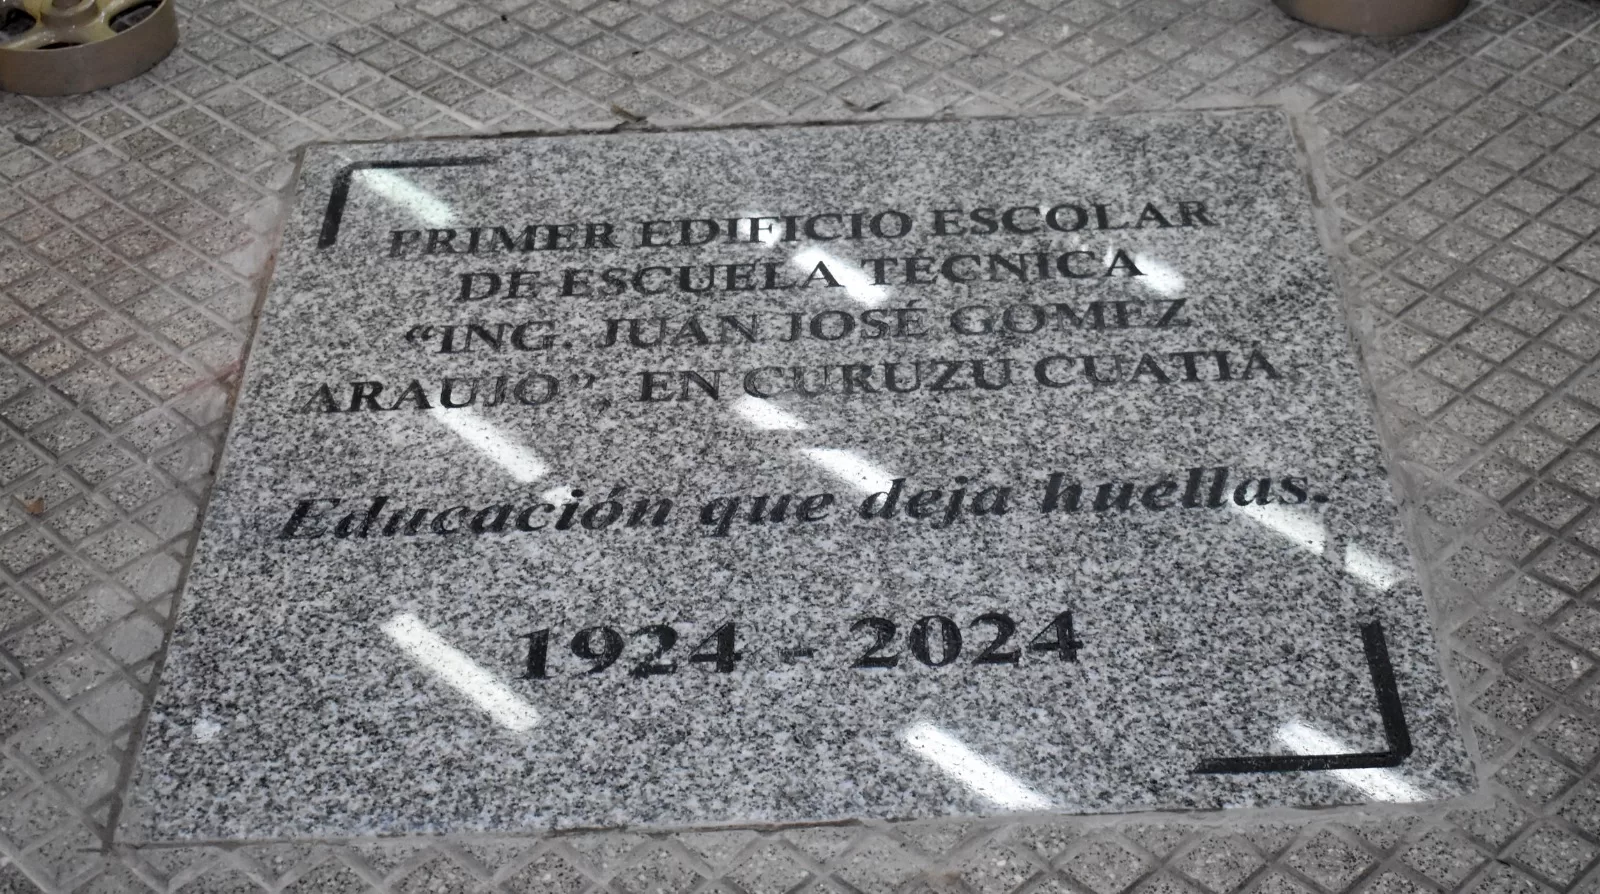 PRIMER EDIFICIO ESCOLAR
DE ESCUELA TÉCNICA
“ING. JUAN JOSÉ GOMEZ
ARAUJO”, EN CURUZÚ CUATIÁ
Educación que deja huellas.
1924 - 2024